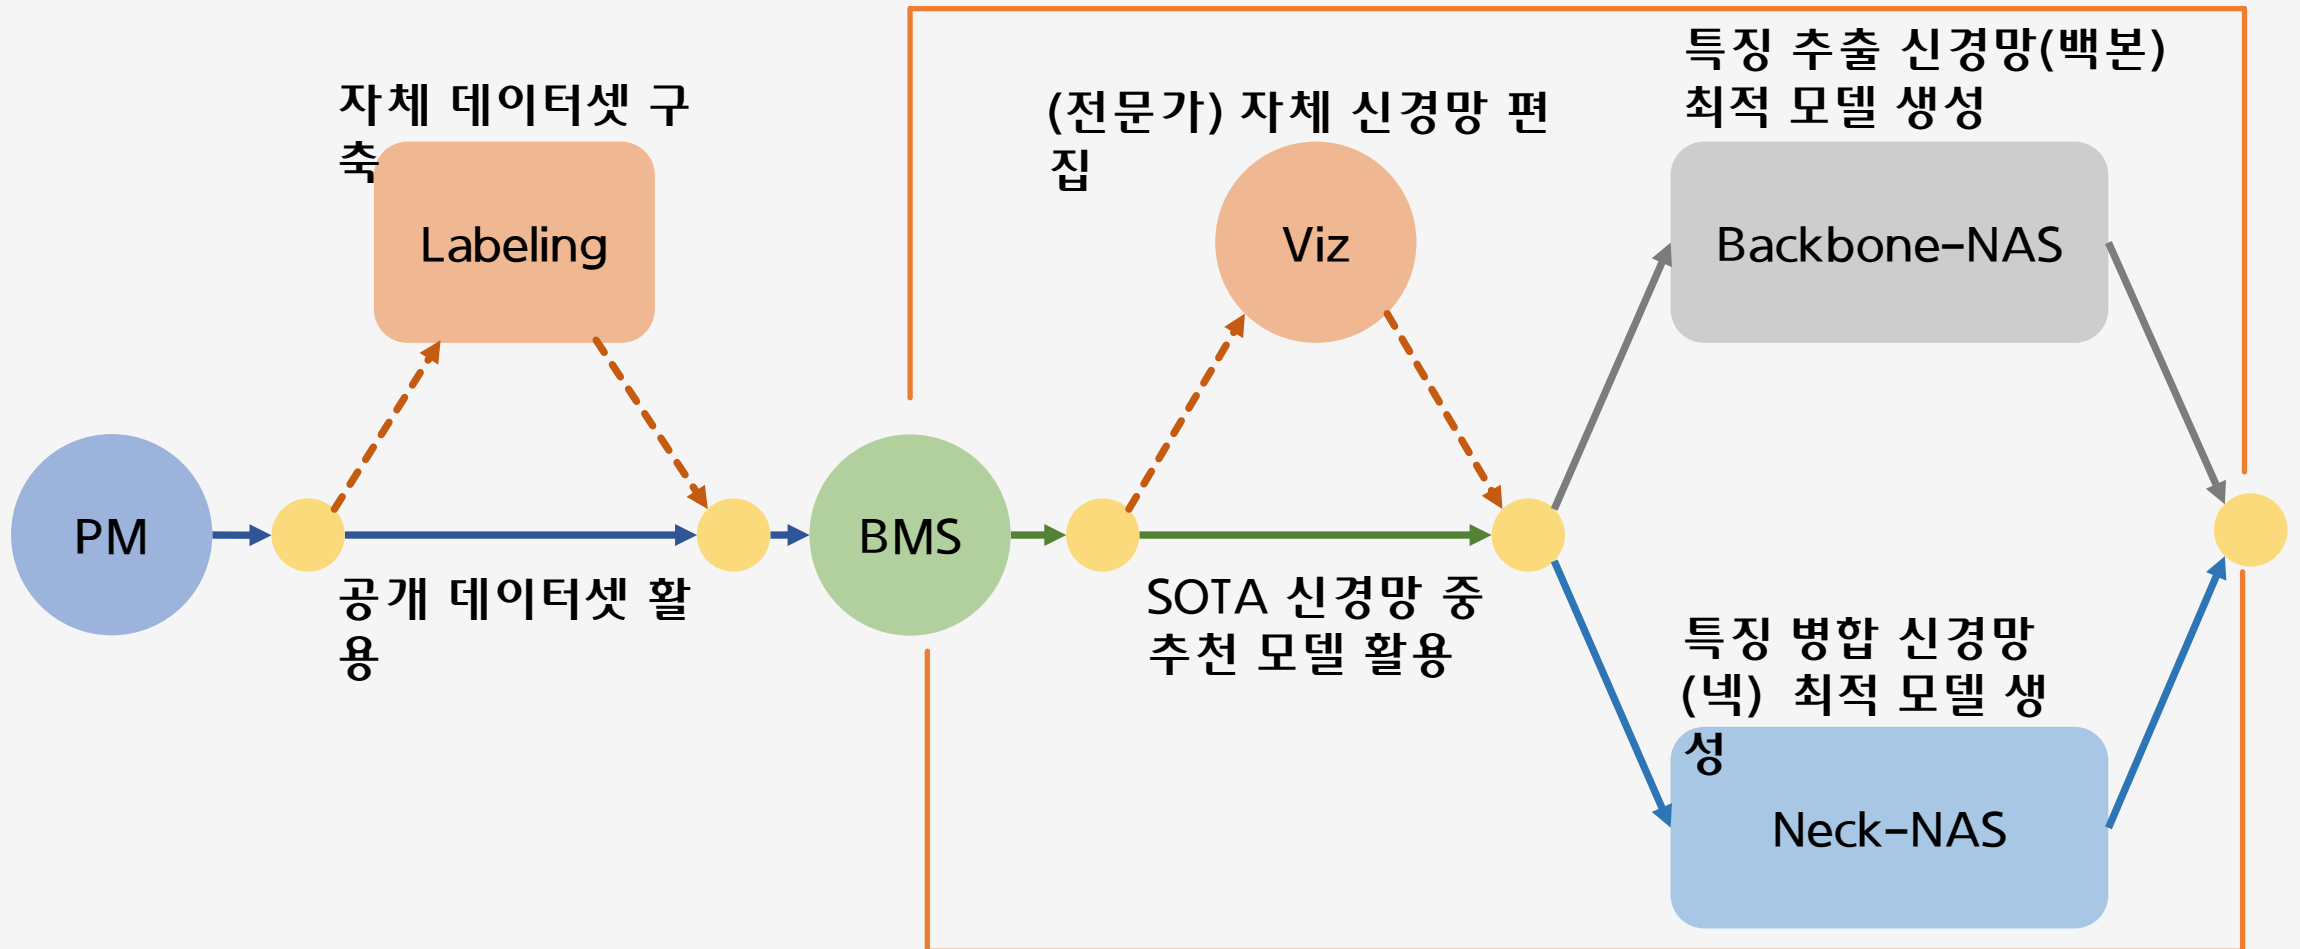 자체 데이터셋 구
축
Labeling
PM
공개 데이터셋 활
용
BMS
(전문가) 자체 신경망 편
집
Viz
SOTA 신경망 중
추천 모델 활용
특징 추출 신경망(백본)
최적 모델 생성
Backbone-NAS
특징 병합 신경망
(넥) 최적 모델 생
성
Neck-NAS